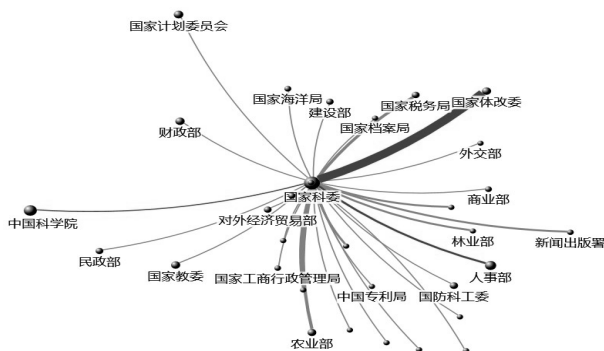 国家计划委员会
国家海洋局
国家税务局
国家体改委
建设部
财政部
国家档案局
外交部
国家科委
商业部
中国科学院
对外经济贸易部
林业部
新闻出版署
民政部
国家教委
国家工商行政管理局
人事部
中国专利局
国防科工委
农业部